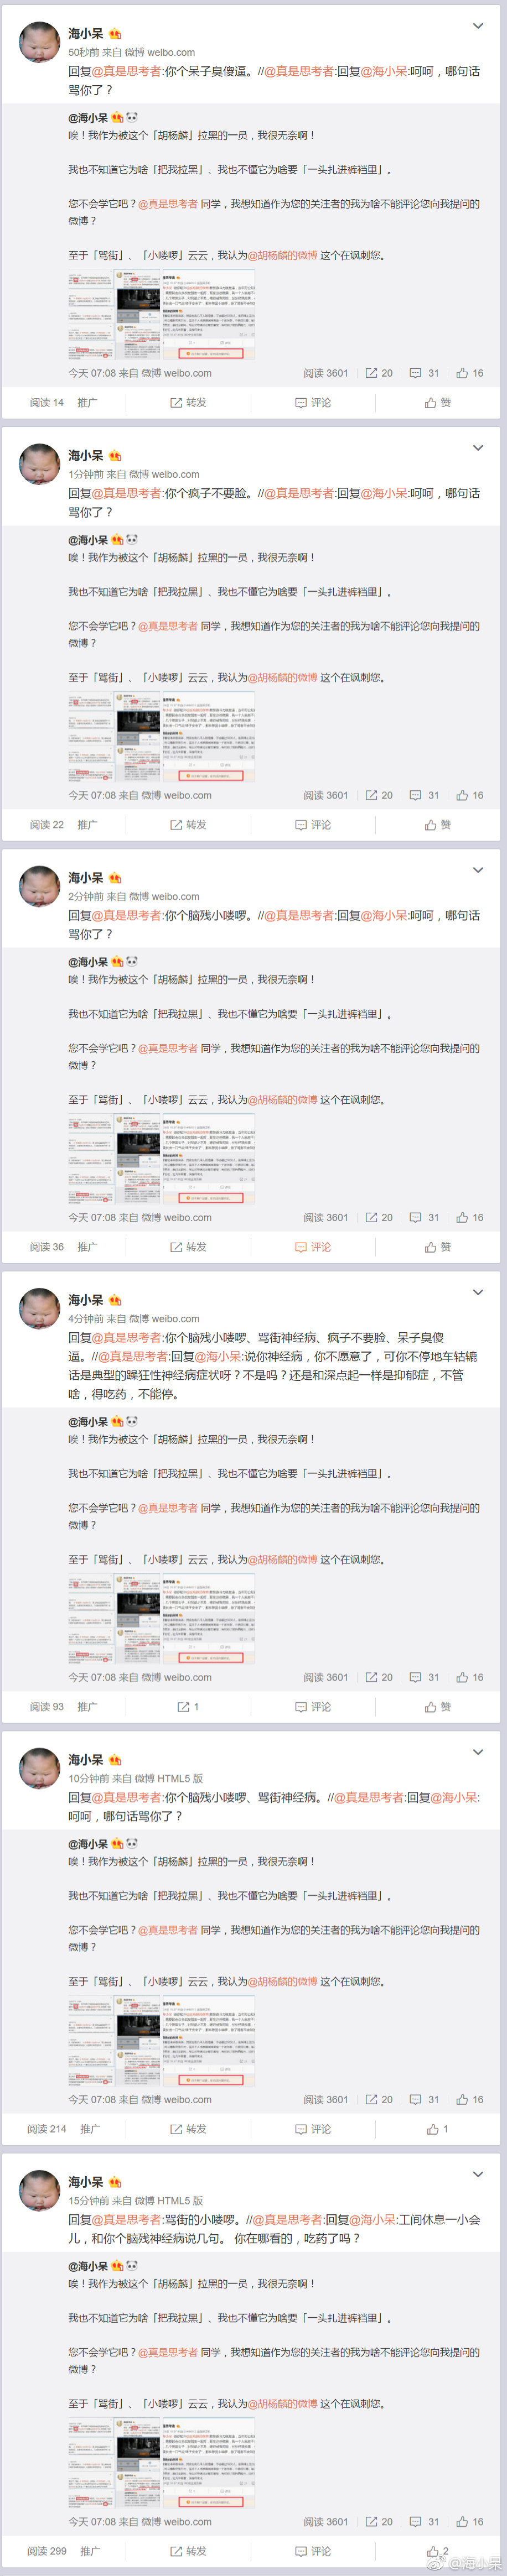 海小呆
50秒前 来自 微博 weibo.com
回复@真是思考者:你个呆子臭傻逼。//@真是思考者:回复@海小呆:呵呵，哪句话
骂你了？
@海小呆
唉！我作为被这个「胡杨麟」拉黑的一员，我很无奈啊！
我也不知道它为啥「把我拉黑」、我也不懂它为啥要「一头扎进裤裆里」。
您不会学它吧？@真是思考者 同学，我想知道作为您的关注者的我为啥不能评论您向我提问的
微博？
至于「骂街」、「小喽啰」云云，我认为@胡杨麟的微博 这个在讽刺您。
今天 07:08 来自 微博 weibo.com 阅读 3601 20 31 16
阅读 14 推广 转发 评论 赞
海小呆
1分钟前 来自 微博 weibo.com
回复@真是思考者:你个疯子不要脸。//@真是思考者:回复@海小呆:呵呵，哪句话
骂你了？
@海小呆
唉！我作为被这个「胡杨麟」拉黑的一员，我很无奈啊！
我也不知道它为啥「把我拉黑」、我也不懂它为啥要「一头扎进裤裆里」。
您不会学它吧？@真是思考者 同学，我想知道作为您的关注者的我为啥不能评论您向我提问的
微博？
至于「骂街」、「小喽啰」云云，我认为@胡杨麟的微博 这个在讽刺您。
今天 07:08 来自 微博 weibo.com 阅读 3601 20 31 16
阅读 22 推广 转发 评论 赞
海小呆
2分钟前 来自 微博 weibo.com
回复@真是思考者:你个脑残小喽啰。//@真是思考者:回复@海小呆:呵呵，哪句话
骂你了？
@海小呆
唉！我作为被这个「胡杨麟」拉黑的一员，我很无奈啊！
我也不知道它为啥「把我拉黑」、我也不懂它为啥要「一头扎进裤裆里」。
您不会学它吧？@真是思考者 同学，我想知道作为您的关注者的我为啥不能评论您向我提问的
微博？
至于「骂街」、「小喽啰」云云，我认为@胡杨麟的微博 这个在讽刺您。
今天 07:08 来自 微博 weibo.com 阅读 3601 20 31 16
阅读 36 推广 转发 评论 赞
海小呆
4分钟前 来自 微博 weibo.com
回复@真是思考者:你个脑残小喽啰、骂街神经病、疯子不要脸、呆子臭傻
逼。//@真是思考者:回复@海小呆:说你神经病，你不愿意了，可你不停地车轱辘
话是典型的躁狂性神经病症状呀？不是吗？还是和深点起一样是抑郁症，不管
啥，得吃药，不能停。
@海小呆
唉！我作为被这个「胡杨麟」拉黑的一员，我很无奈啊！
我也不知道它为啥「把我拉黑」、我也不懂它为啥要「一头扎进裤裆里」。
您不会学它吧？@真是思考者 同学，我想知道作为您的关注者的我为啥不能评论您向我提问的
微博？
至于「骂街」、「小喽啰」云云，我认为@胡杨麟的微博 这个在讽刺您。
今天 07:08 来自 微博 weibo.com 阅读 3601 20 31 16
阅读 93 推广 1 评论 赞
海小呆
10分钟前 来自 微博 HTML5 版
回复@真是思考者:你个脑残小喽啰、骂街神经病。//@真是思考者:回复@海小呆:
呵呵，哪句话骂你了？
@海小呆
唉！我作为被这个「胡杨麟」拉黑的一员，我很无奈啊！
我也不知道它为啥「把我拉黑」、我也不懂它为啥要「一头扎进裤裆里」。
您不会学它吧？@真是思考者 同学，我想知道作为您的关注者的我为啥不能评论您向我提问的
微博？
至于「骂街」、「小喽啰」云云，我认为@胡杨麟的微博 这个在讽刺您。
今天 07:08 来自 微博 weibo.com 阅读 3601 20 31 16
阅读 214 推广 转发 评论 1
海小呆
15分钟前 来自 微博 HTML5 版
回复@真是思考者:骂街的小喽啰。//@真是思考者:回复@海小呆:工间休息一小会
儿，和你个脑残神经病说几句。 你在哪看的，吃药了吗？
@海小呆
唉！我作为被这个「胡杨麟」拉黑的一员，我很无奈啊！
我也不知道它为啥「把我拉黑」、我也不懂它为啥要「一头扎进裤裆里」。
您不会学它吧？@真是思考者 同学，我想知道作为您的关注者的我为啥不能评论您向我提问的
微博？
至于「骂街」、「小喽啰」云云，我认为@胡杨麟的微博 这个在讽刺您。
今天 07:08 来自 微博 weibo.com 阅读 3601 20 31 16
阅读 299 推广 转发 评论 2
@海小呆